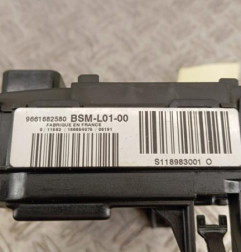 9661682580 BSM-L01-00
FABRIQUE EN FRANCE
S118983001 O